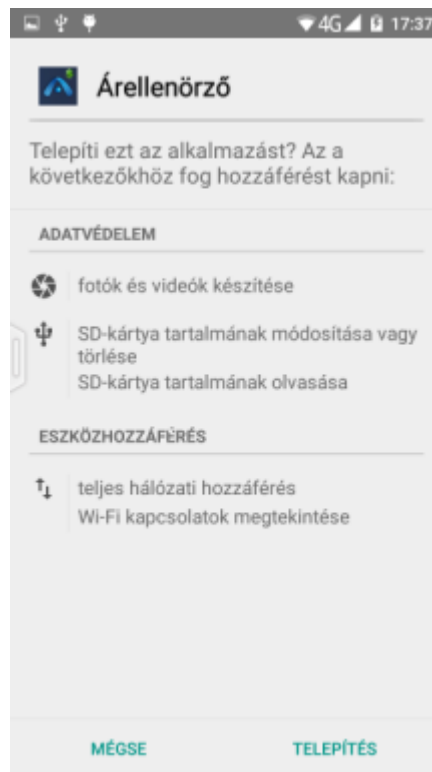 4G 17:37
Árellenörző
Telepíti ezt az alkalmazást? Az a
következőkhöz fog hozzáférést kapni:
ADATVÉDELEM
fotók és videók készítése
SD-kártya tartalmának módosítása vagy
törlése
SD-kártya tartalmának olvasása
ESZKÖZHOZZÁFÉRÉS
teljes hálózati hozzáférés
Wi-Fi kapcsolatok megtekintése
MÉGSE TELEPÍTÉS